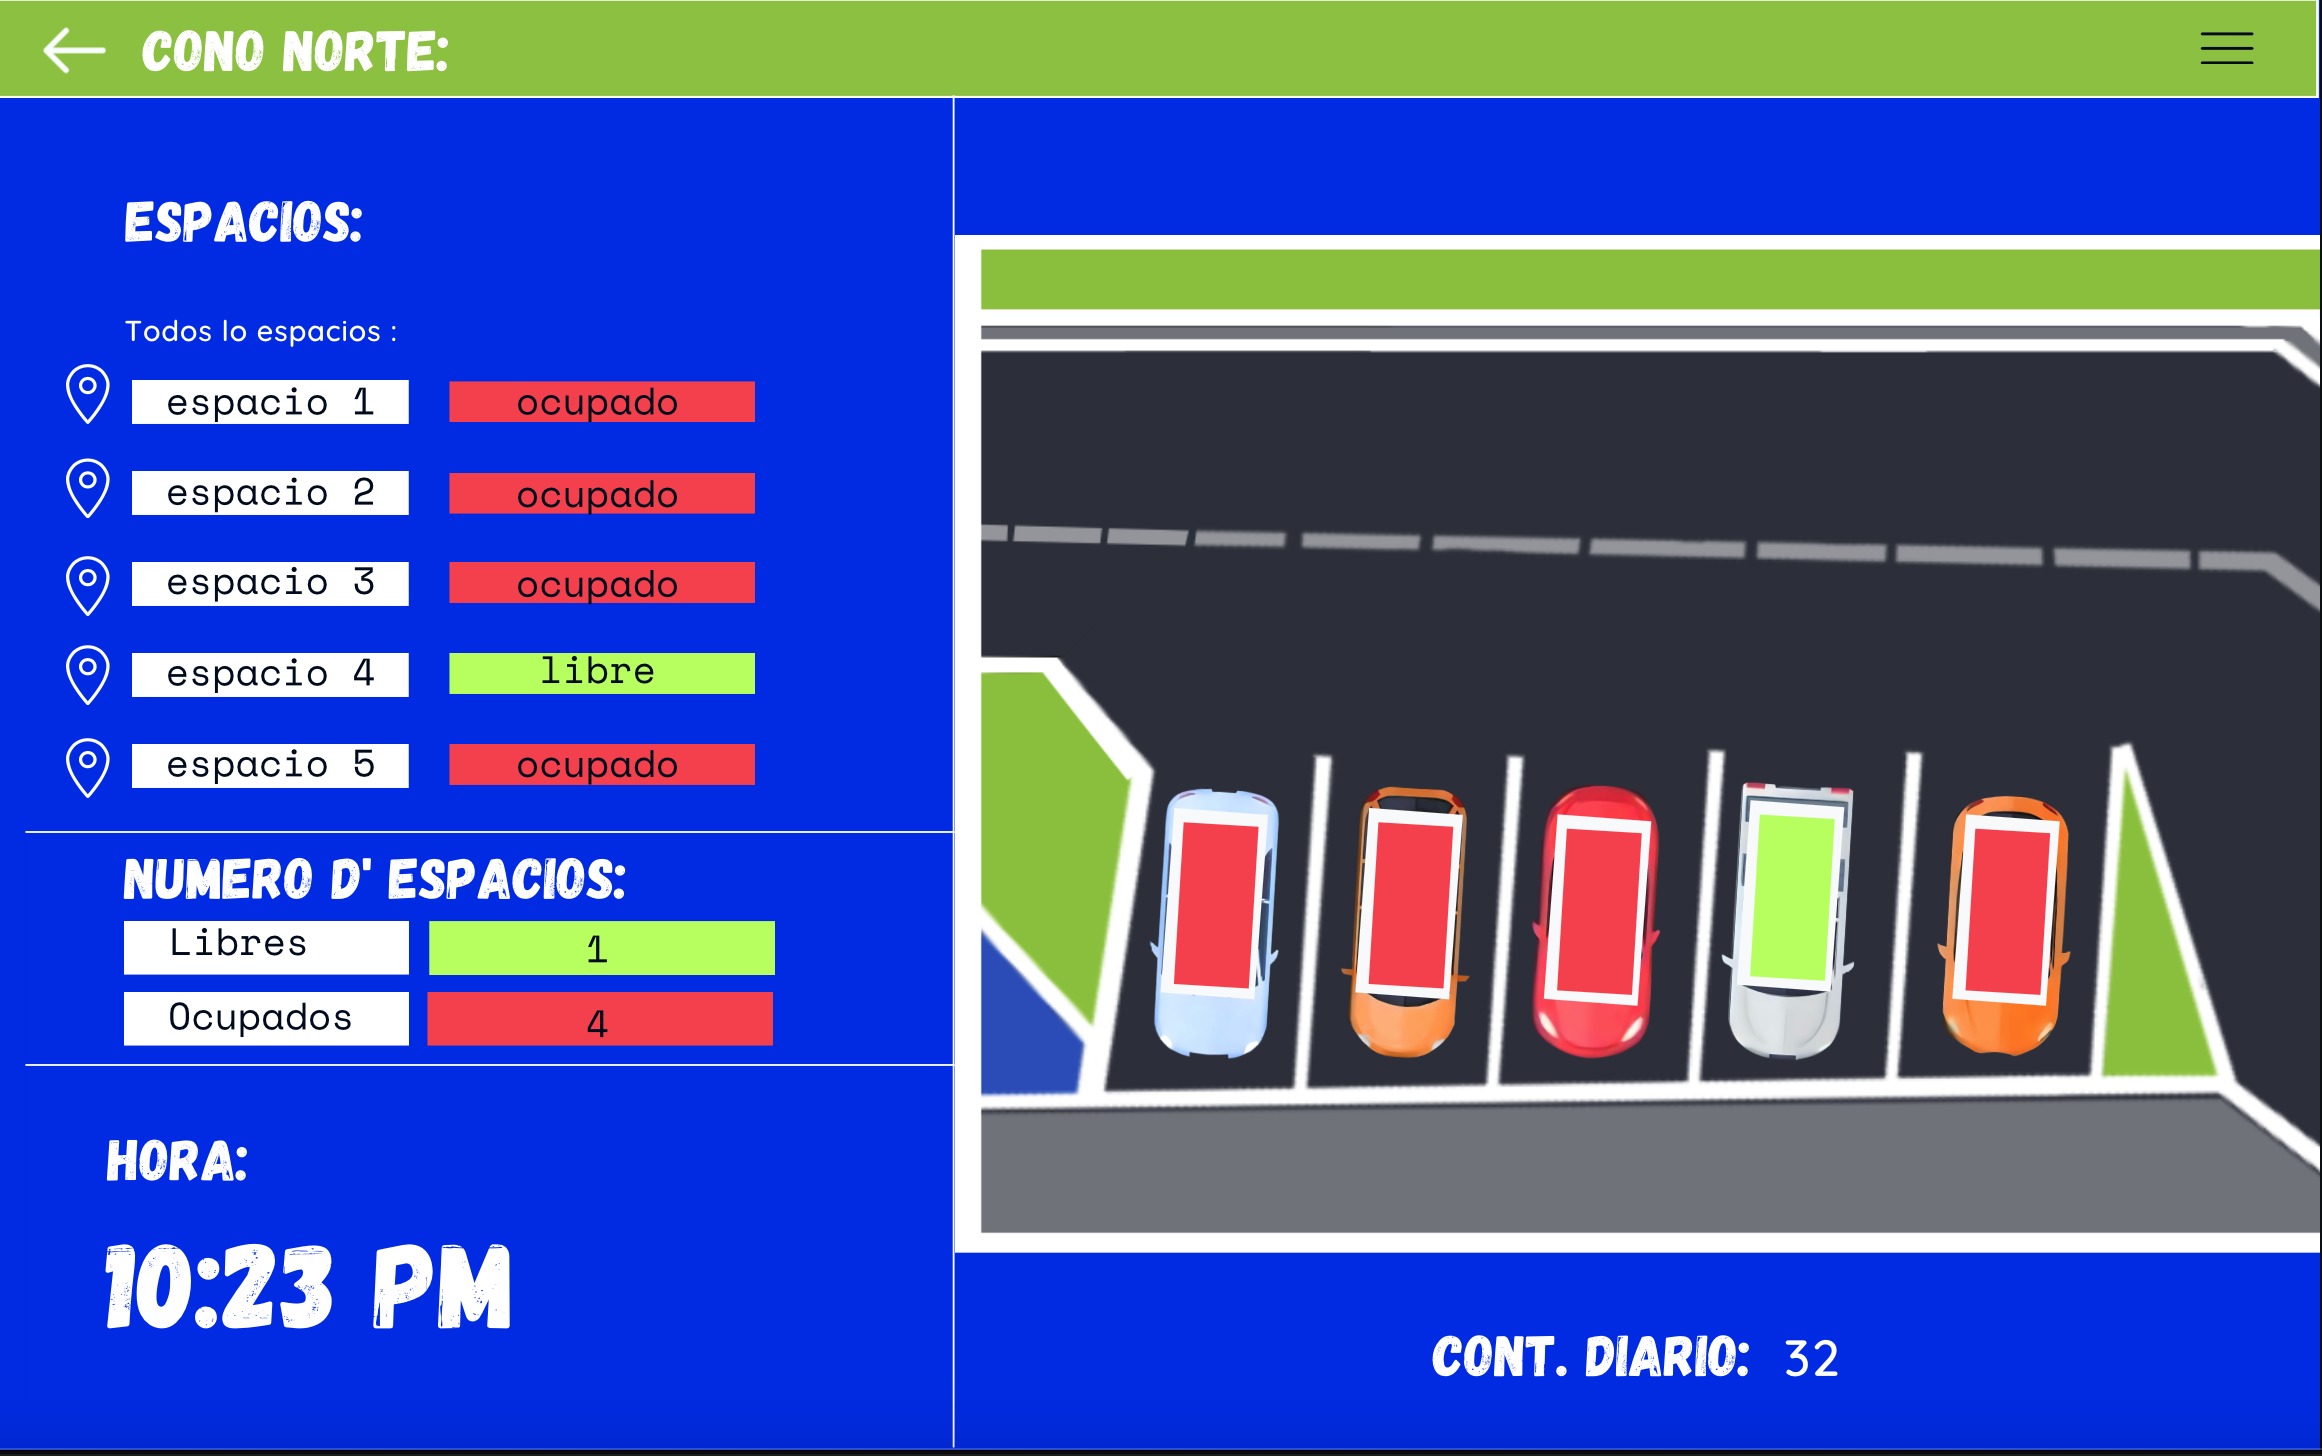 CONO NORTE:
ESPACIOS:
Todos lo espacios :
espacio 1 ocupado
espacio 2 ocupado
espacio 3 ocupado
espacio 4 libre
espacio 5 ocupado
NUMERO D' ESPACIOS:
Libres 1
Ocupados 4
HORA:
10:23 PM
CONT. DIARIO: 32